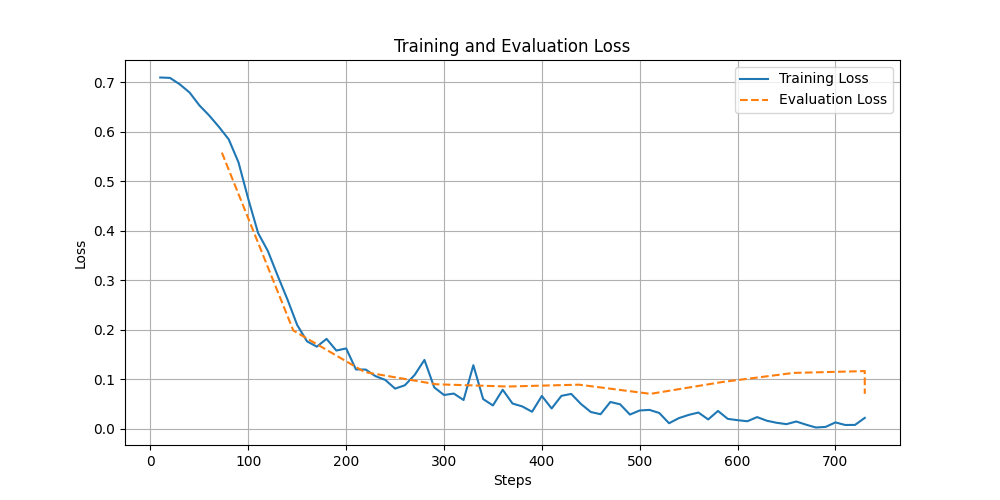 Training and Evaluation Loss
Training Loss
Evaluation Loss
Loss
0.7
0.6
0.5
0.4
0.3
0.2
0.1
0.0
0 100 200 300 400 500 600 700
Steps